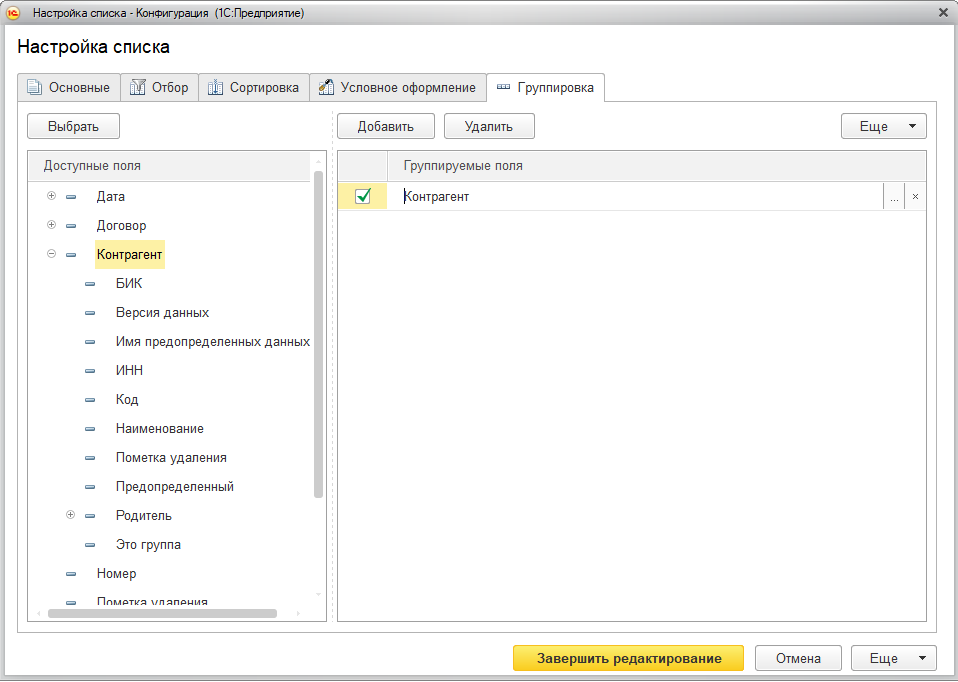 Настройка списка - Конфигурация (1С:Предприятие)
Настройка списка
Основные Отбор Сортировка Условное оформление Группировка
Выбрать Добавить Удалить Еще
Доступные поля Группируемые поля
Дата Контрагент ... ×
Договор
Контрагент
БИК
Версия данных
Имя предопределенных данных
ИНН
Код
Наименование
Пометка удаления
Предопределенный
Родитель
Это группа
Номер
Пометка удаления
Завершить редактирование Отмена Еще